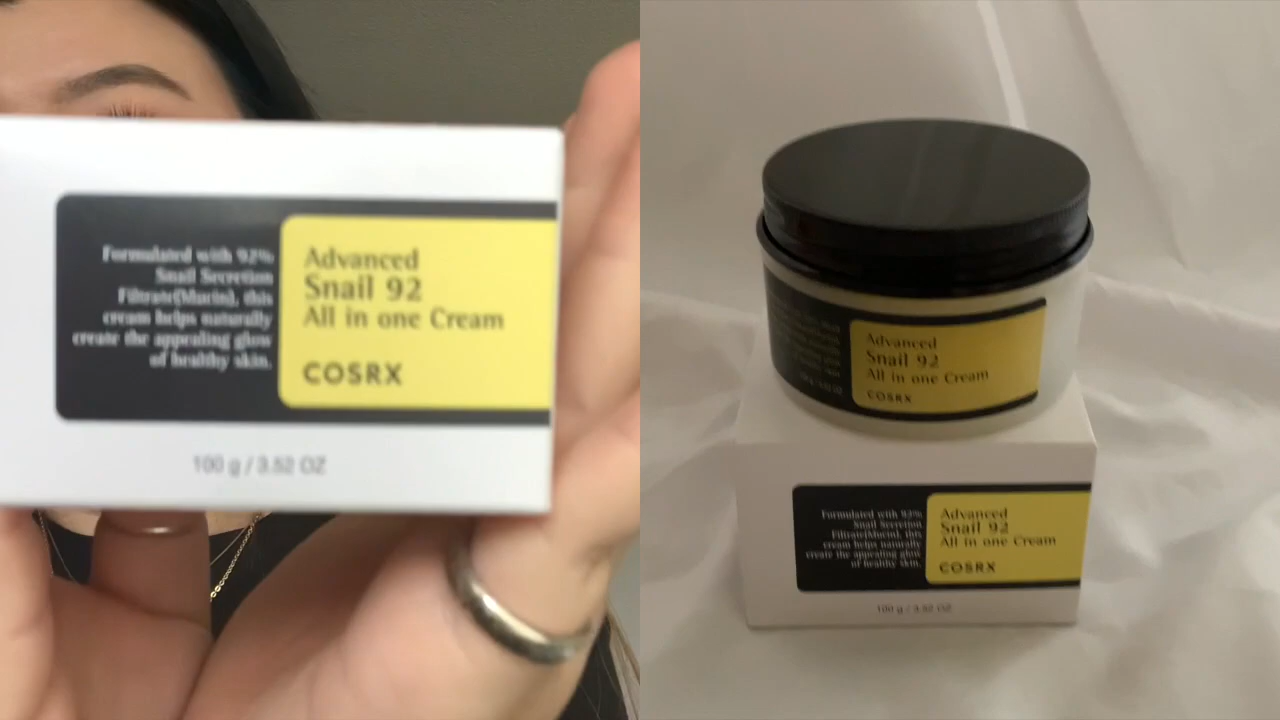 Formulated with 92%
Snail Secretion
Filtrate(Mucin), this
cream helps naturally
create the appealing glow
of healthy skin.
Advanced
Snail 92
All in one Cream
COSRX
100 g / 3.52 OZ
Advanced
Snail 92
All in one Cream
COSRX
Formulated with 92%
Snail Secretion
Filtrate(Mucin), this
cream helps naturally
create the appealing glow
of healthy skin.
Advanced
Snail 92
All in one Cream
COSRX
100 g / 3.52 OZ